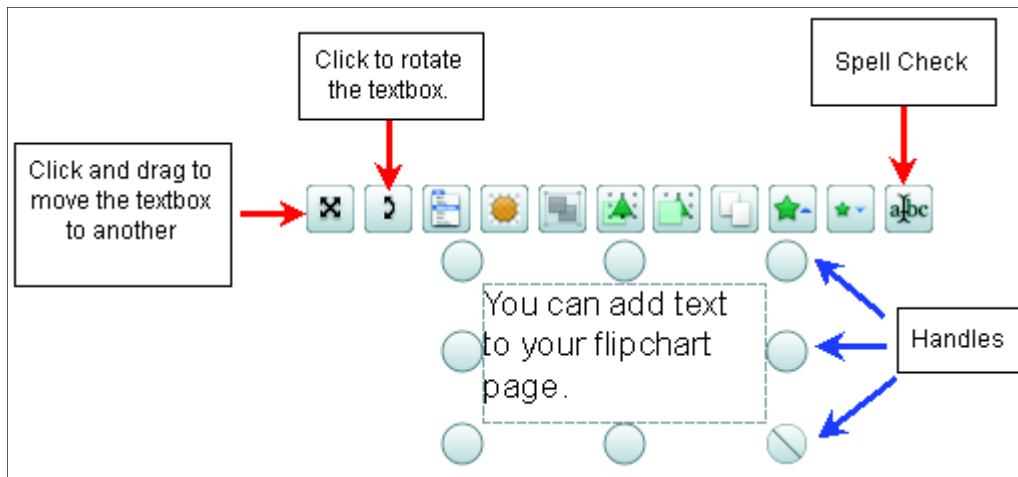 Click to rotate
the textbox.
Spell Check
Click and drag to
move the textbox
to another
abc
You can add text
to your flipchart
page.
Handles